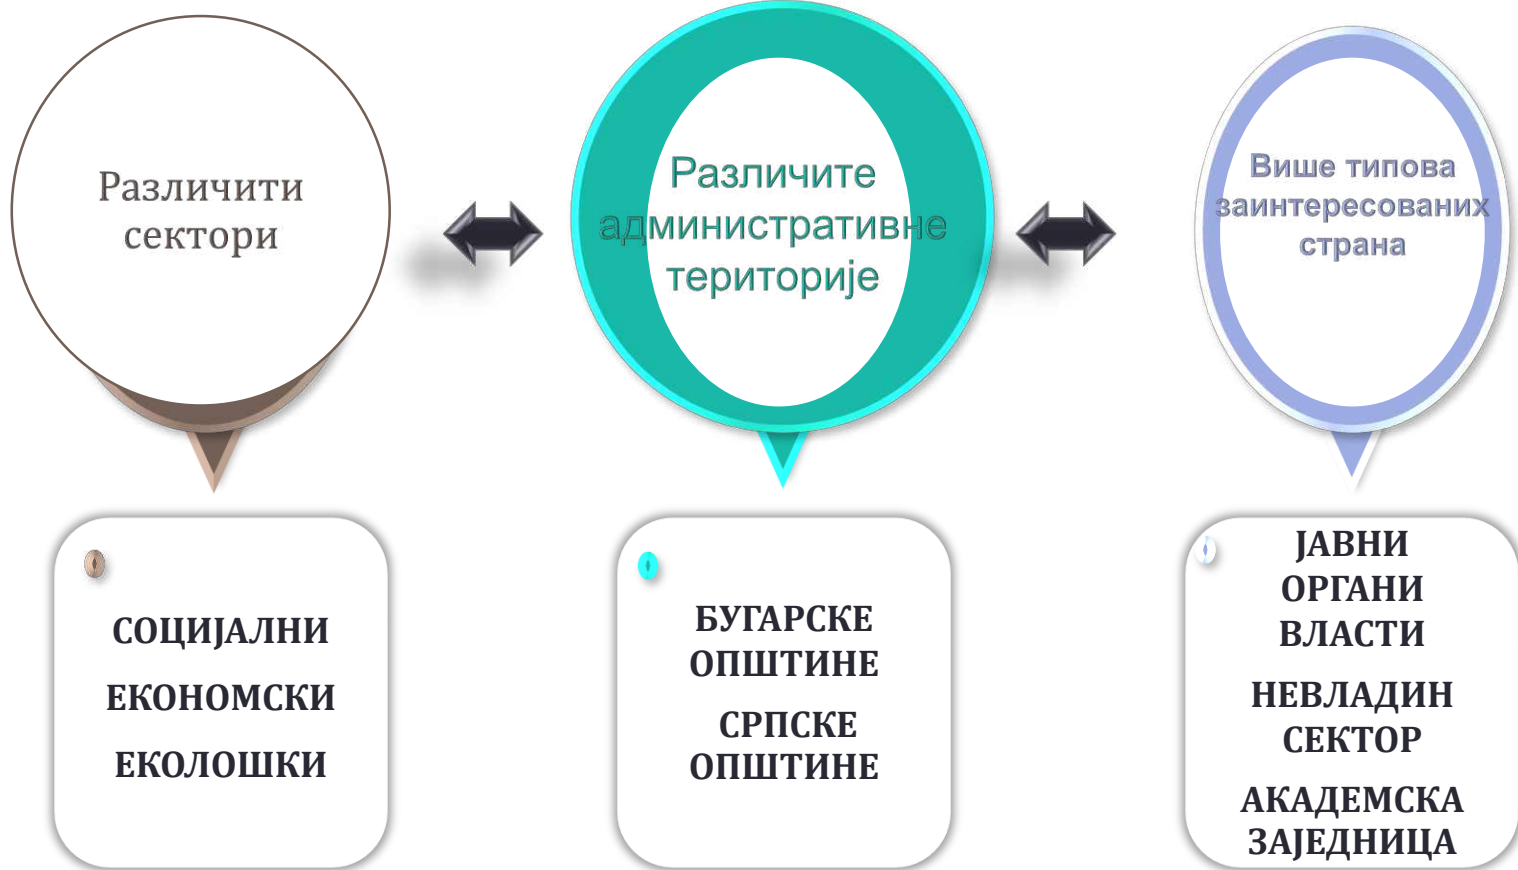 Различити
сектори
Различите
административне
територије
Више типова
заинтересованих
страна
СОЦИЈАЛНИ
ЕКОНОМСКИ
ЕКОЛОШКИ
БУГАРСКЕ
ОПШТИНЕ
СРПСКЕ
ОПШТИНЕ
ЈАВНИ
ОРГАНИ
ВЛАСТИ
НЕВЛАДИН
СЕКТОР
АКАДЕМСКА
ЗАЈЕДНИЦА